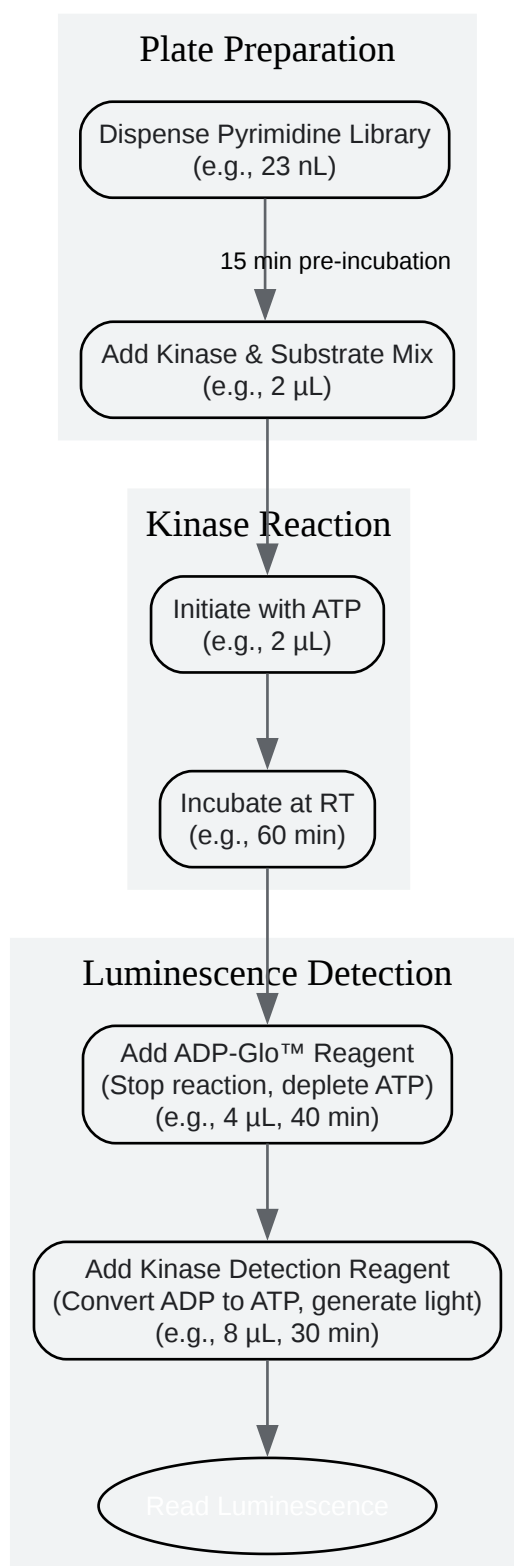 Plate Preparation
Dispense Pyrimidine Library
(e.g., 23 nL)
15 min pre-incubation
Add Kinase & Substrate Mix
(e.g., 2 µL)
Kinase Reaction
Initiate with ATP
(e.g., 2 µL)
Incubate at RT
(e.g., 60 min)
Luminescence Detection
Add ADP-Glo™ Reagent
(Stop reaction, deplete ATP)
(e.g., 4 µL, 40 min)
Add Kinase Detection Reagent
(Convert ADP to ATP, generate light)
(e.g., 8 µL, 30 min)
Read Luminescence